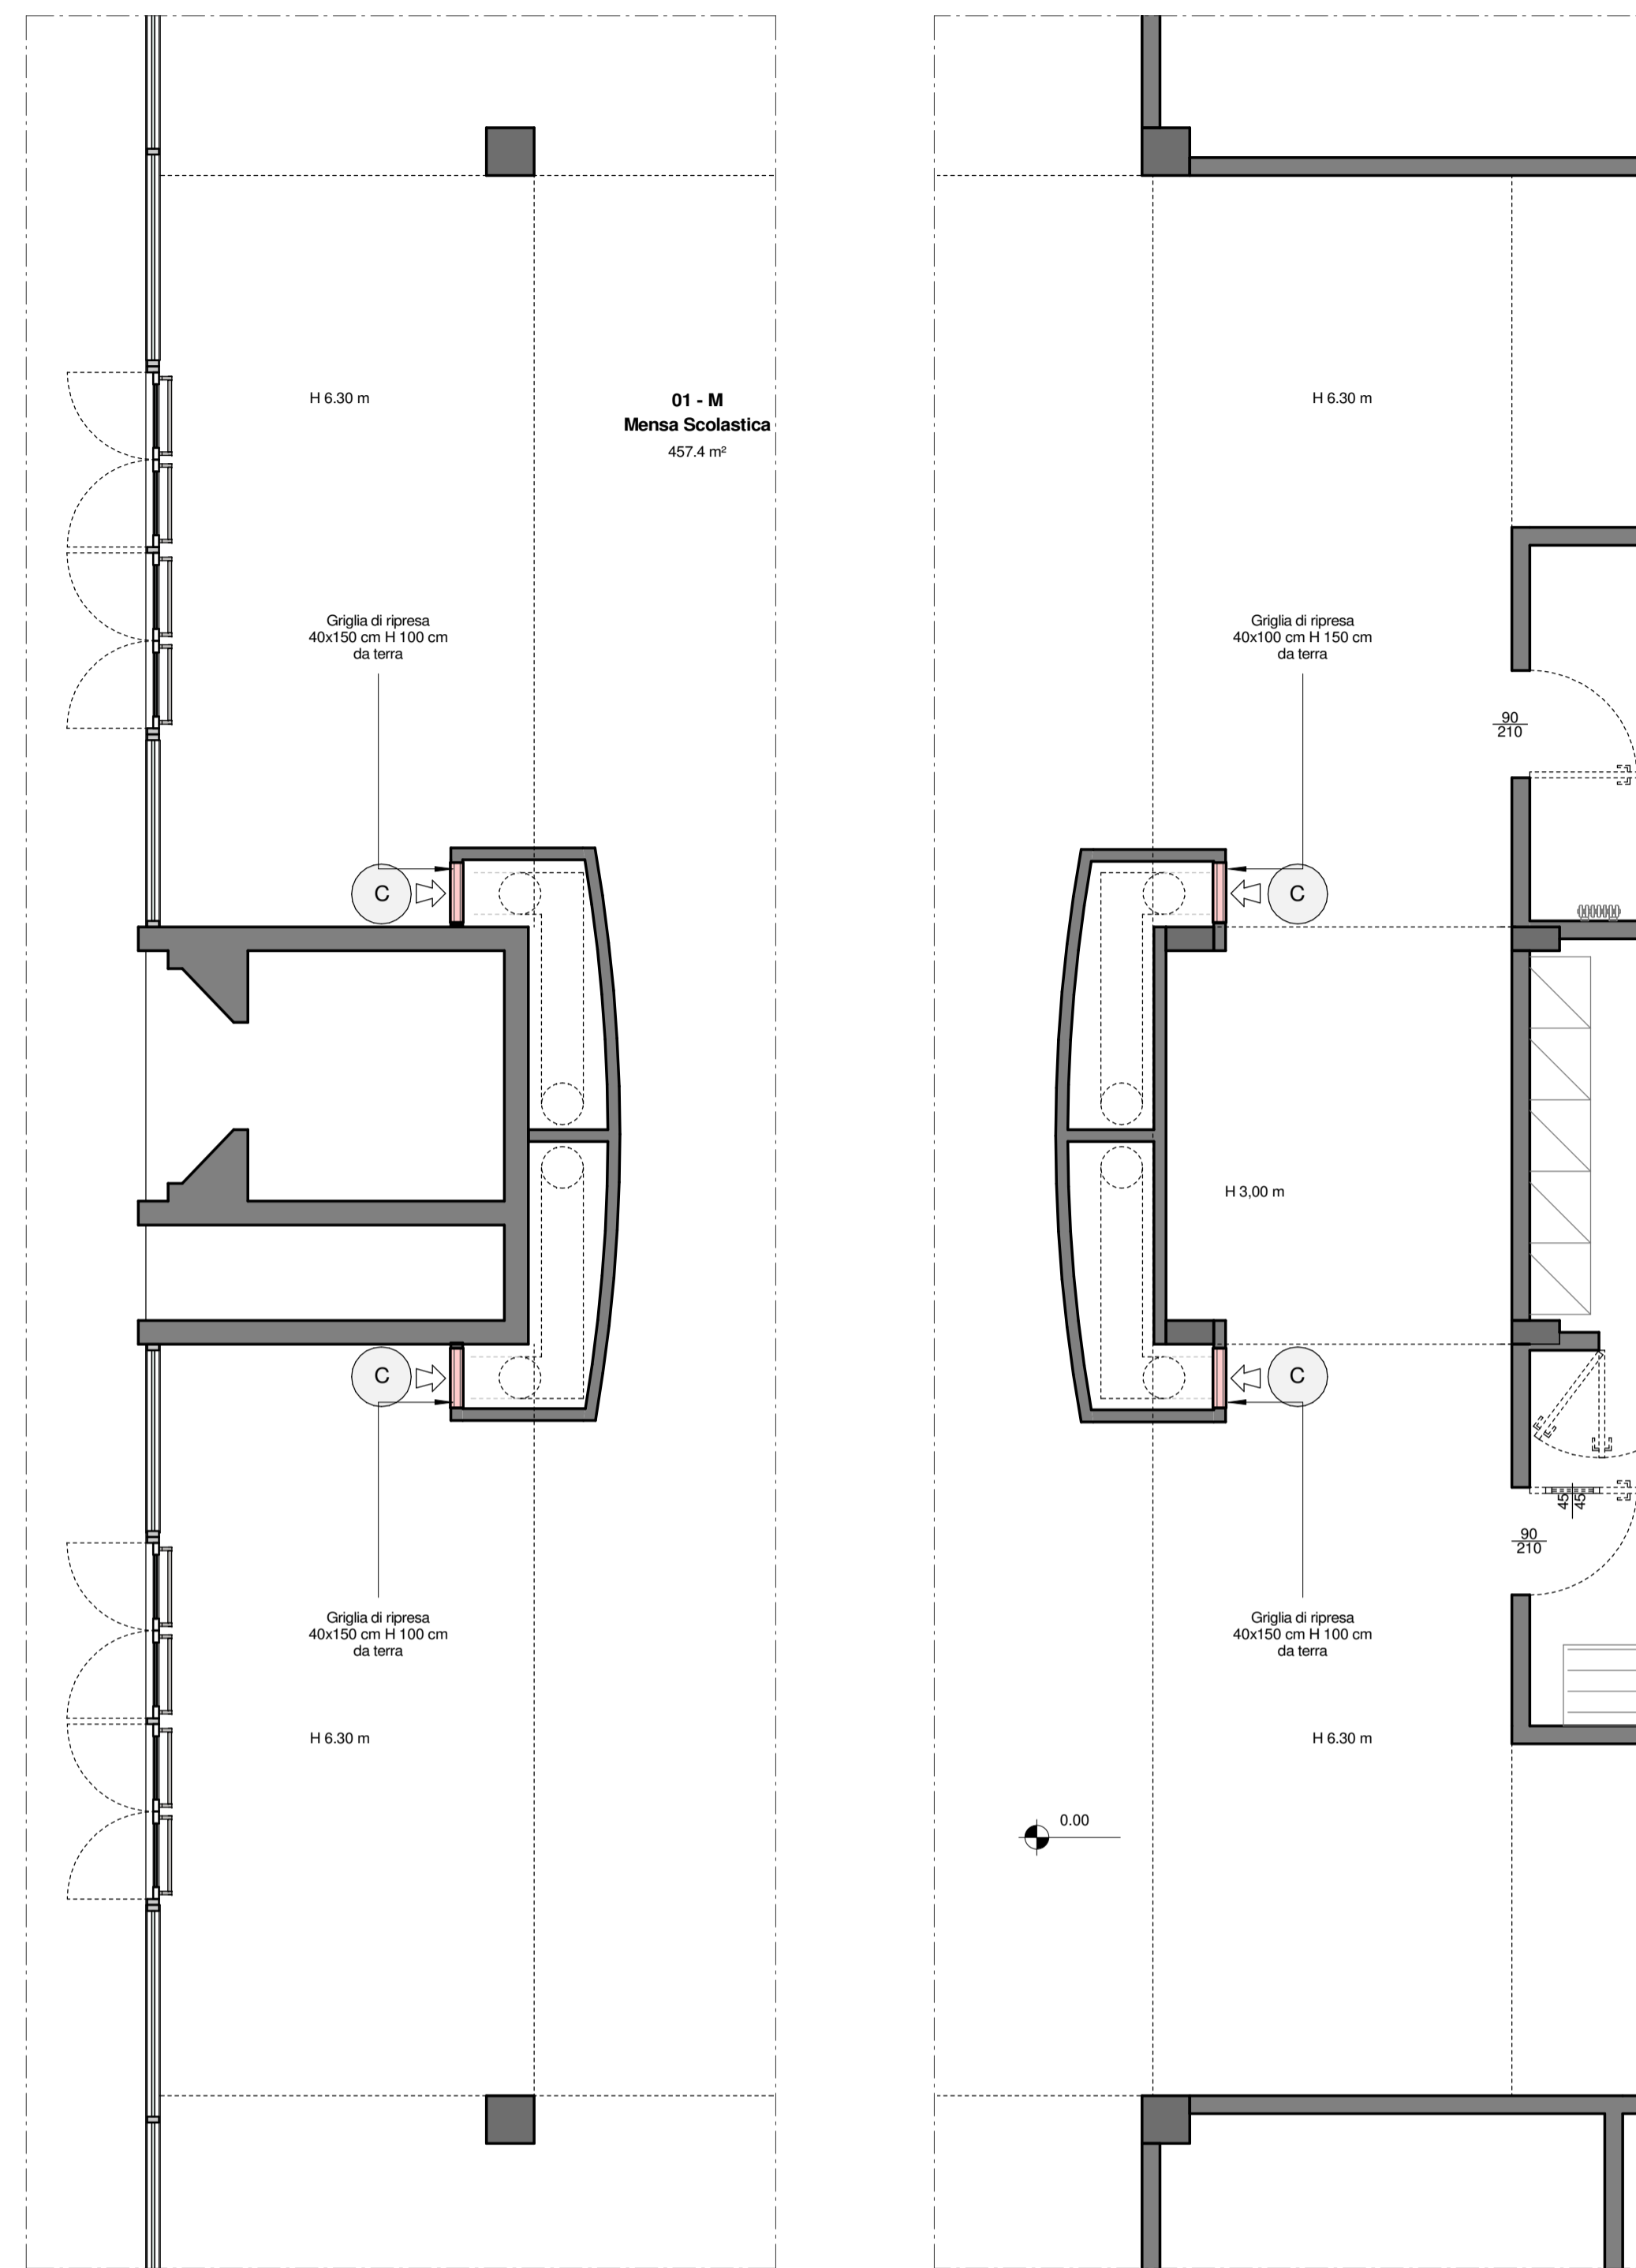 H 6.30 m
01 - M
Mensa Scolastica
457.4 m²
H 6.30 m
Griglia di ripresa
40x150 cm H 100 cm
da terra
Griglia di ripresa
40x100 cm H 150 cm
da terra
90
210
C
C
H 3,00 m
C
C
45
45
90
210
Griglia di ripresa
40x150 cm H 100 cm
da terra
Griglia di ripresa
40x150 cm H 100 cm
da terra
H 6.30 m
H 6.30 m
0.00